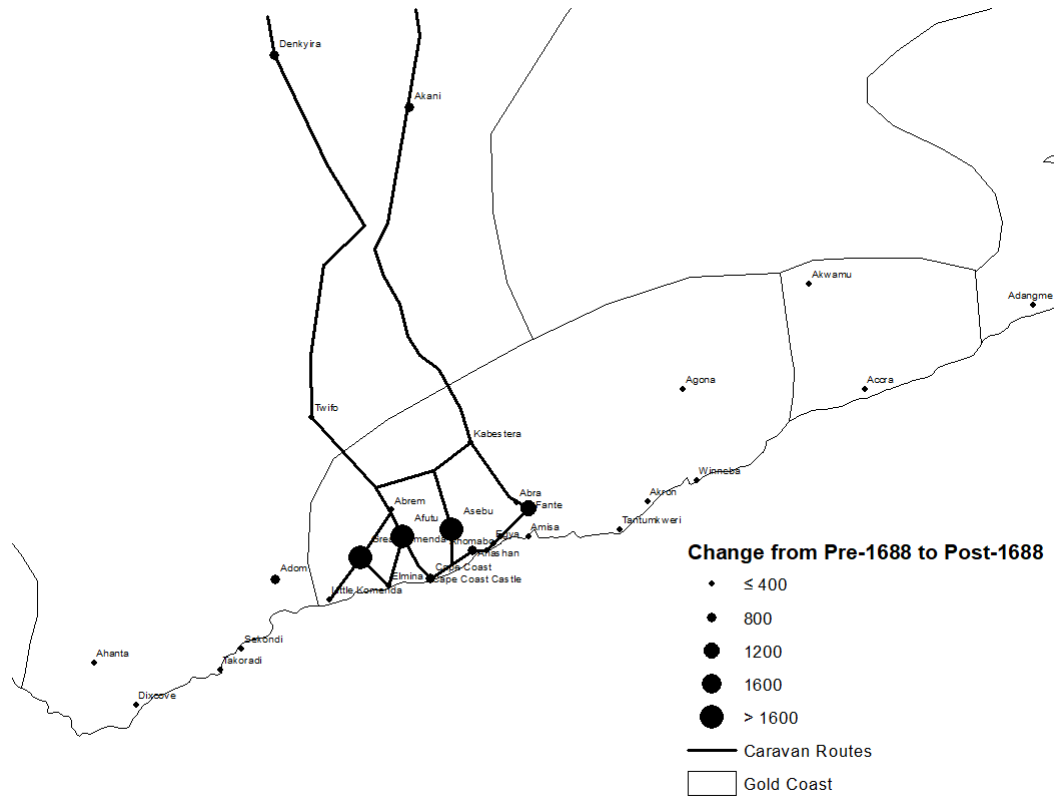 Denkyira
Akani
Akwamu
Adangme
Agona
Accra
Twifo
Kabestera
Winneba
Abrem
Abra
Akron
Fante
Afutu
Asebu
Tantumkweri
Amisa
Egya
Anashan
Adom
Elmina
Cape Coast
Cape Coast Castle
Little Komenda
Sekondi
Ahanta
Takoradi
Dixcove
Change from Pre-1688 to Post-1688
≤ 400
800
1200
1600
> 1600
Caravan Routes
Gold Coast